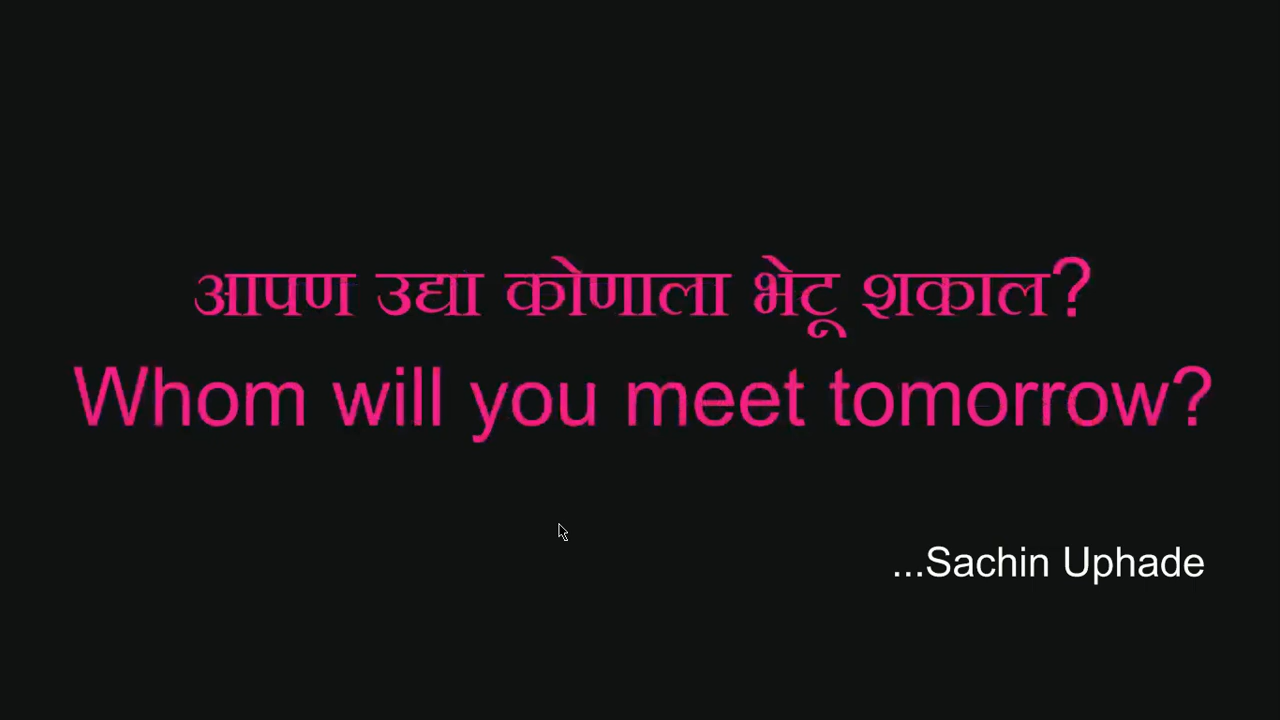 आपण उद्या कोणाला भेटू शकाल?
Whom will you meet tomorrow?
...Sachin Uphade